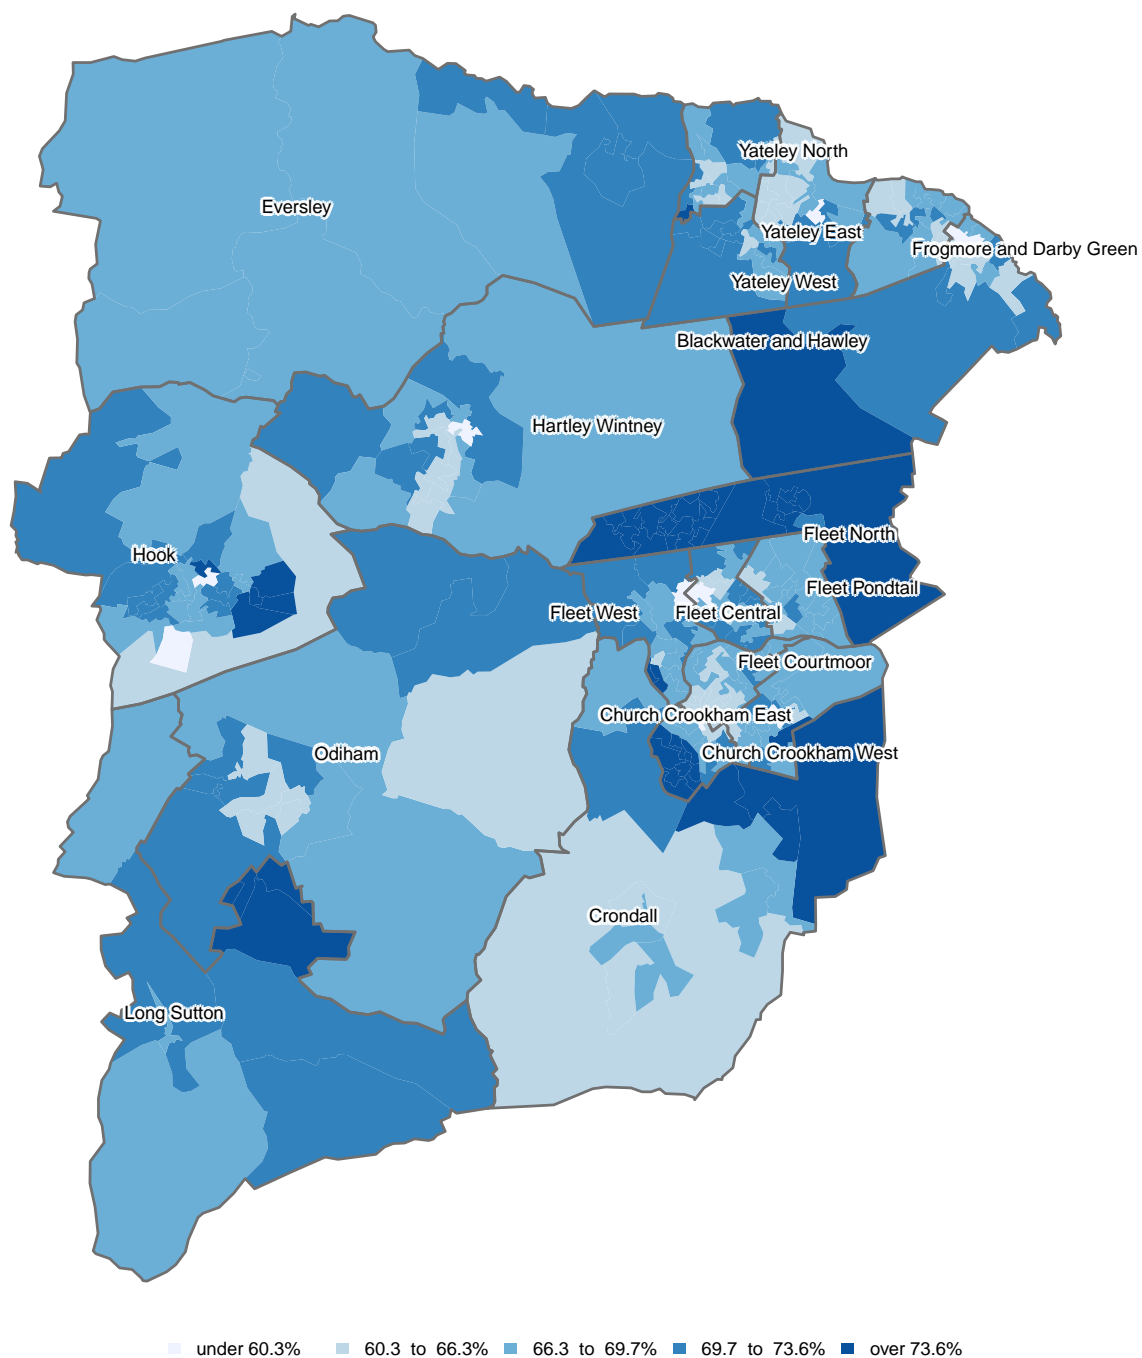 Yateley North
Eversley
Yateley East
Frogmore and Darby Green
Yateley West
Blackwater and Hawley
Hartley Wintney
Fleet North
Hook
Fleet Pondtail
Fleet West
Fleet Central
Fleet Courtmoor
Church Crookham East
Odiham
Church Crookham West
Crondall
Long Sutton
under 60.3% 60.3 to 66.3% 66.3 to 69.7% 69.7 to 73.6% over 73.6%